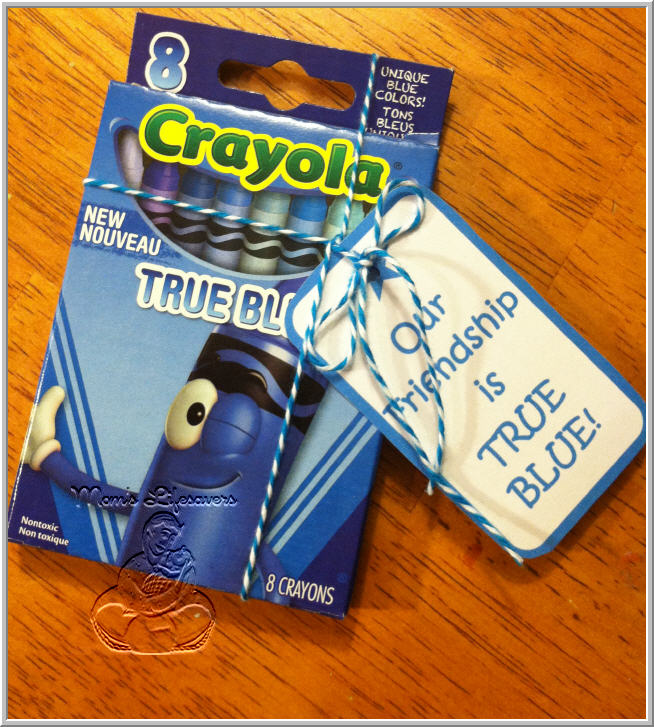 8
UNIQUE
BLUE
COLORS!
TONS
BLEUS
Crayola
NEW
NOUVEAU
TRUE BL
Our
Friendship
is
TRUE
BLUE!
Mom's Lifesavers
Nontoxic
Non toxique
8 CRAYONS